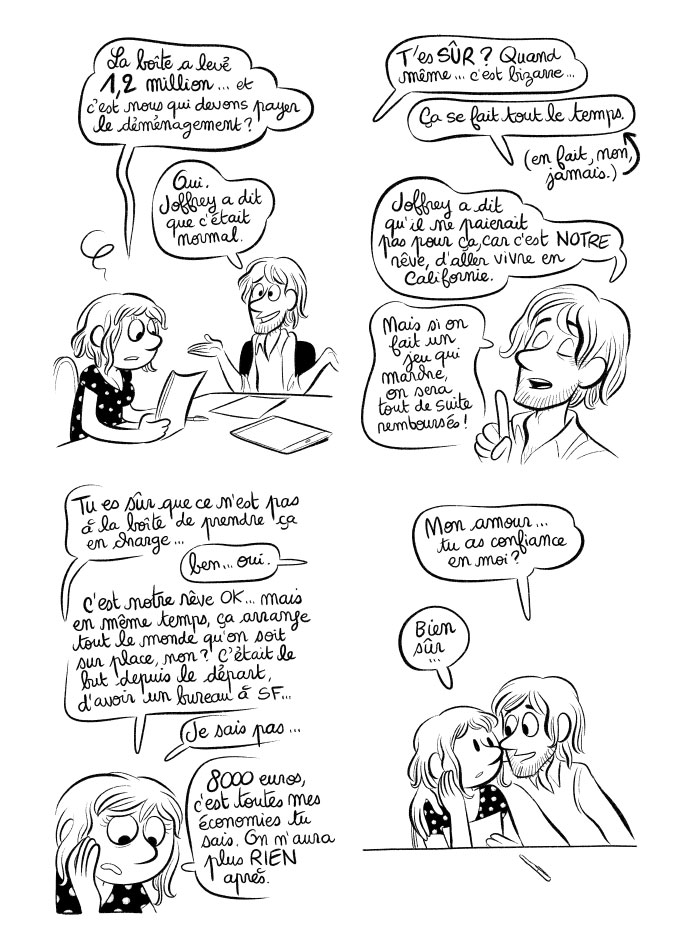 La boîte a levé
1,2 million... et
c'est nous qui devons payer
le déménagement ?
Oui.
Joffrey a dit
que c'était
normal.
T'es SÛR ? Quand
même... c'est bizarre...
Ça se fait tout le temps.
(en fait, non,
jamais.)
Joffrey a dit
qu'il ne paierait
pas pour ça, car c'est NOTRE
rêve, d'aller vivre en
Californie.
Mais si on
fait un
jeu qui
marche,
on sera
tout de suite
remboursés !
Tu es sûr que ce n'est pas
à la boîte de prendre ça
en charge...
ben... oui.
C'est notre rêve OK... mais
en même temps, ça arrange
tout le monde qu'on soit
sur place, non ? C'était le
but depuis le départ,
d'avoir un bureau à SF...
Je sais pas...
8000 euros,
c'est toutes mes
économies tu
sais. On n'aura
plus RIEN
après.
Mon amour...
tu as confiance
en moi ?
Bien
sûr
...